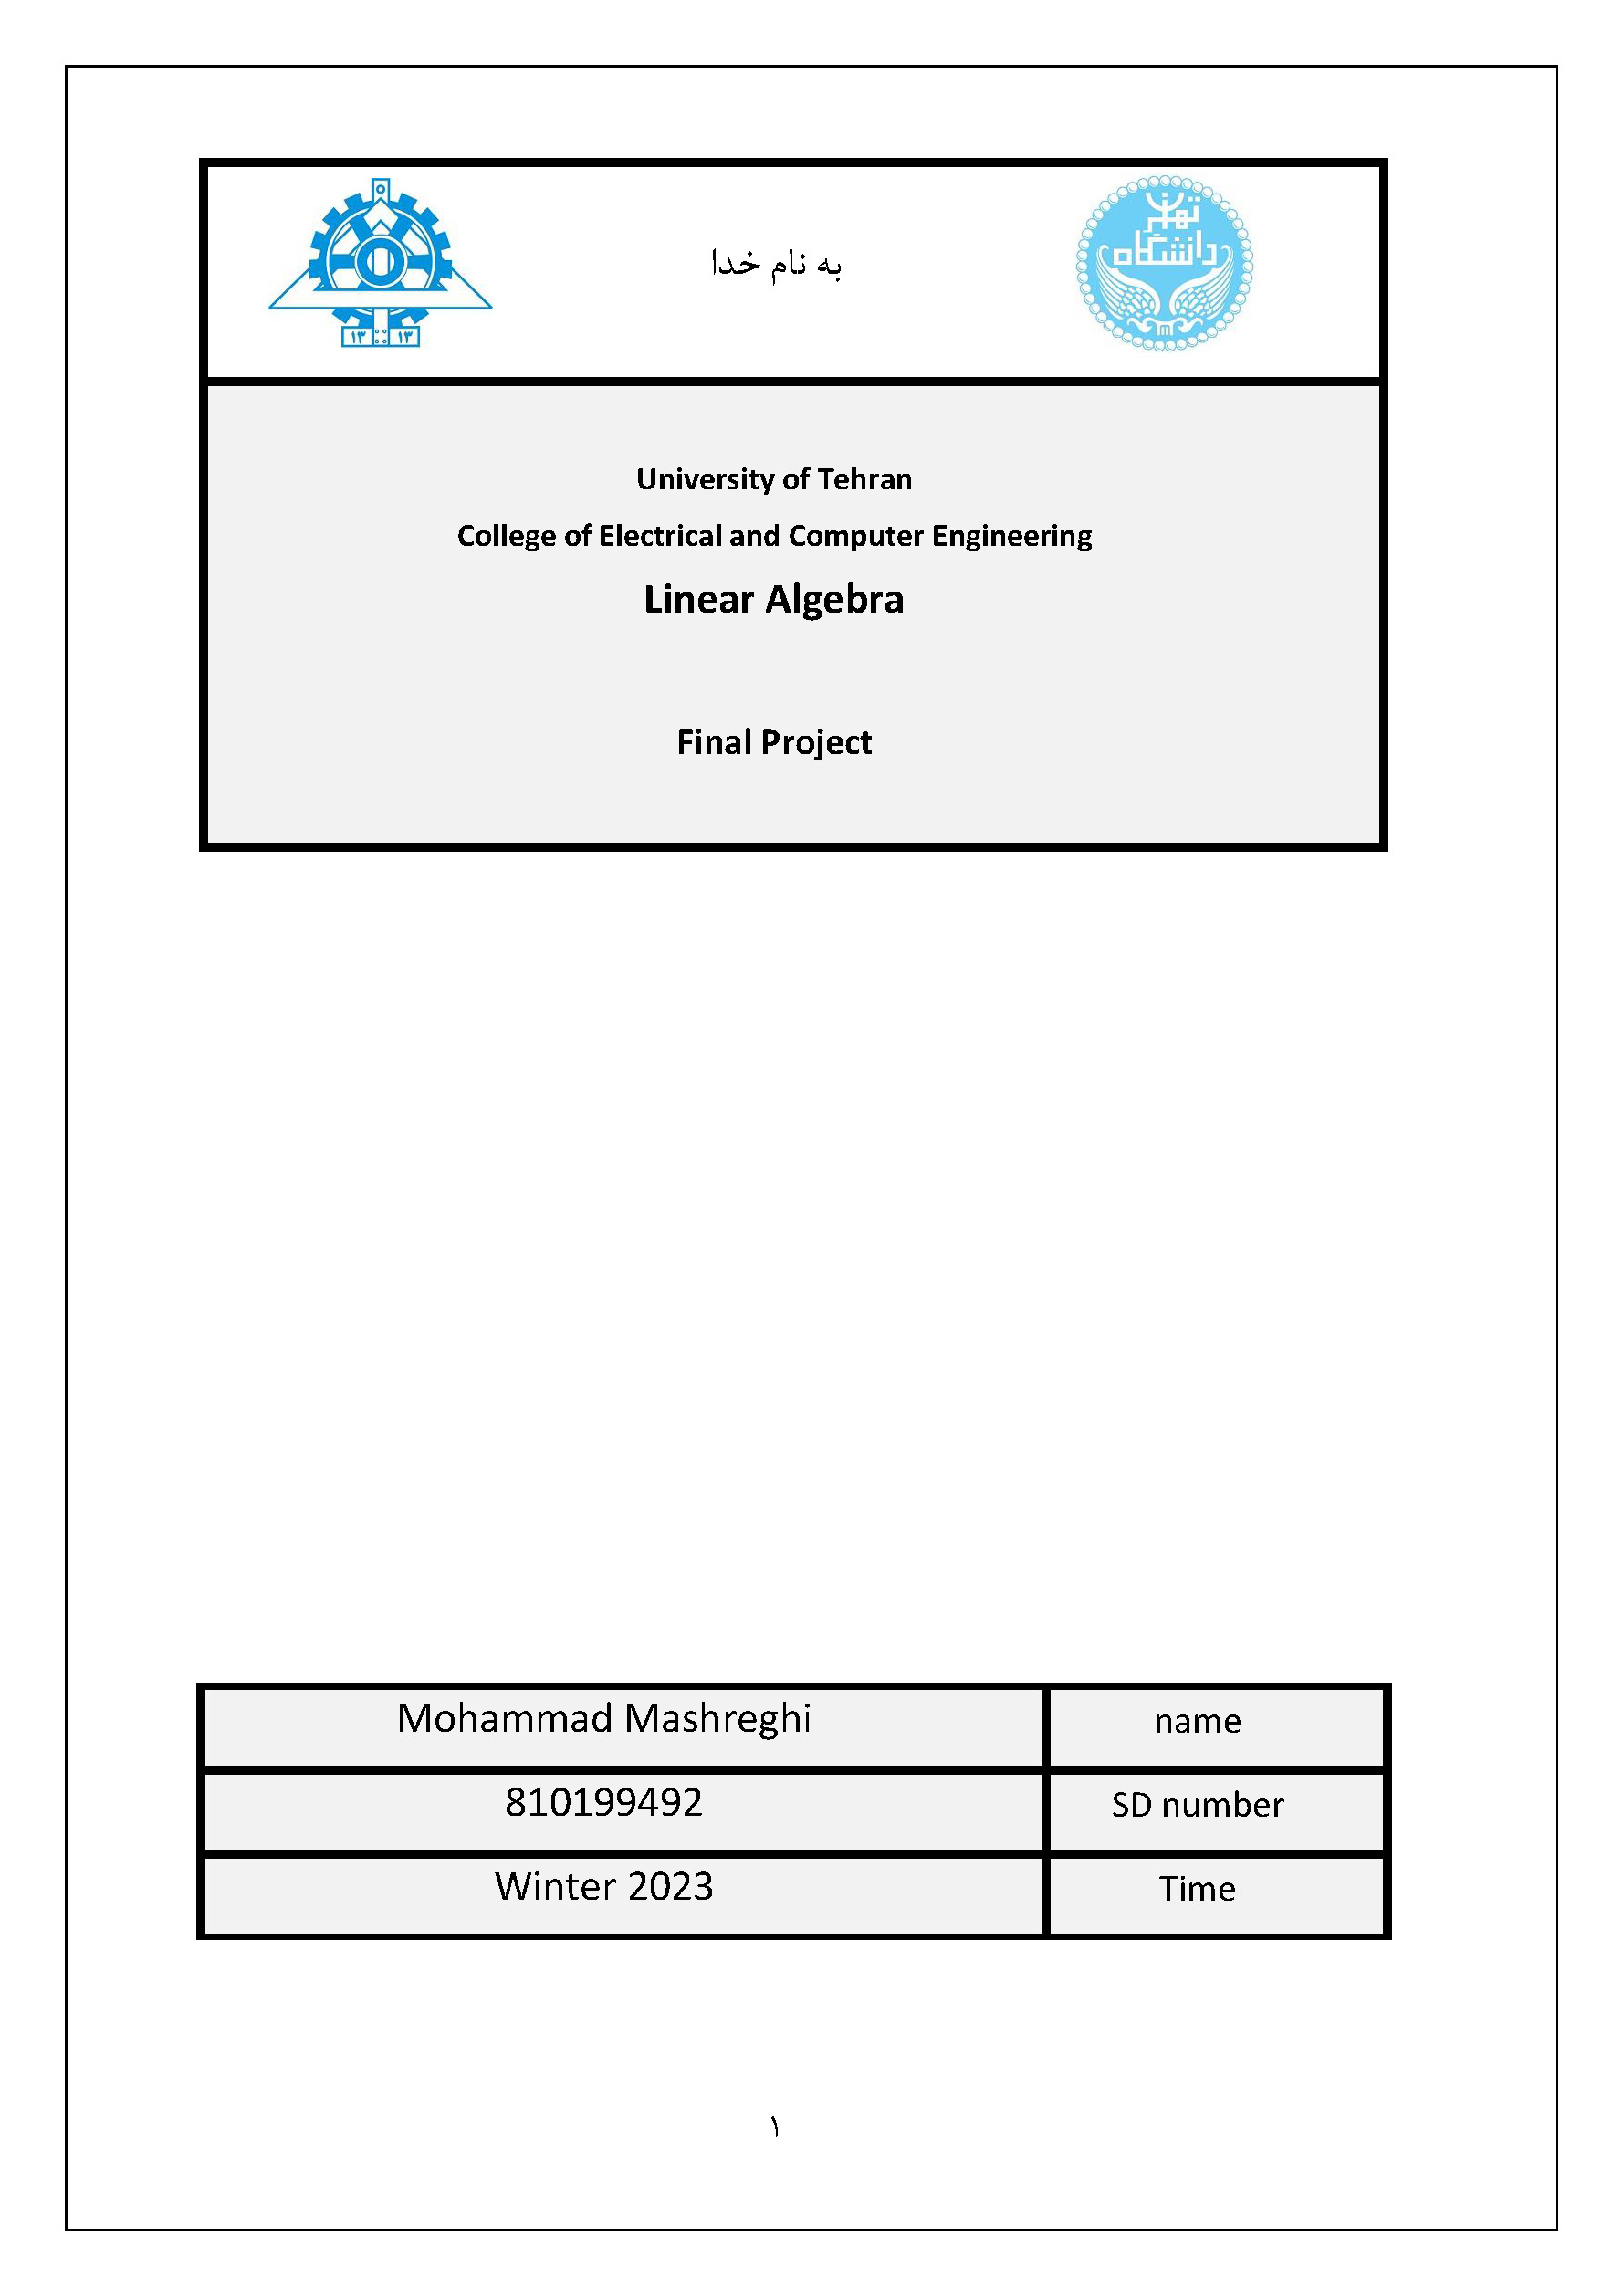 به نام خدا
۱۳ ۱۳
دانشگاه تهران
University of Tehran
College of Electrical and Computer Engineering
Linear Algebra
Final Project
Mohammad Mashreghi name
810199492 SD number
Winter 2023 Time
۱